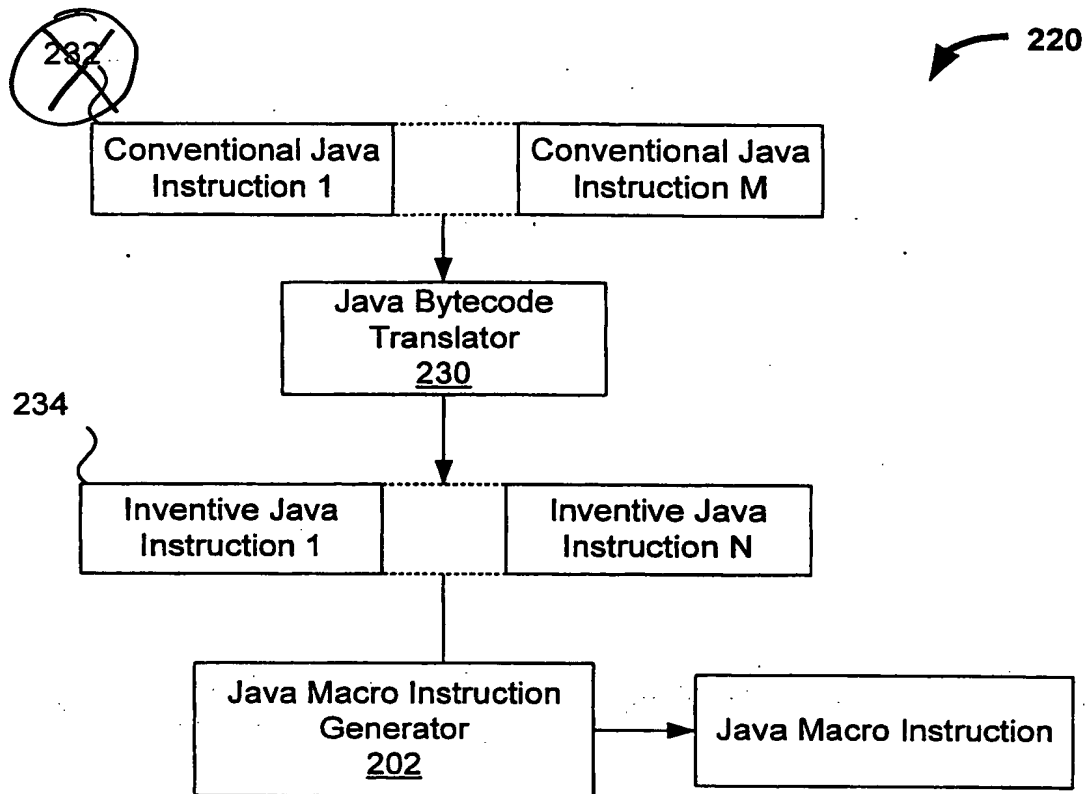 232
220
Conventional Java
Instruction 1
Conventional Java
Instruction M
Java Bytecode
Translator
230
234
Inventive Java
Instruction 1
Inventive Java
Instruction N
Java Macro Instruction
Generator
202
Java Macro Instruction